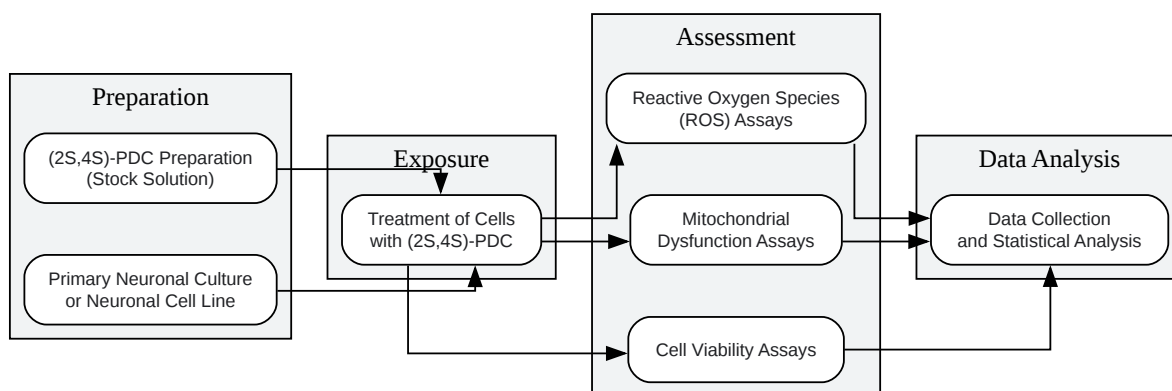 Preparation
(2S,4S)-PDC Preparation
(Stock Solution)
Primary Neuronal Culture
or Neuronal Cell Line
Exposure
Treatment of Cells
with (2S,4S)-PDC
Assessment
Reactive Oxygen Species
(ROS) Assays
Mitochondrial
Dysfunction Assays
Cell Viability Assays
Data Analysis
Data Collection
and Statistical Analysis